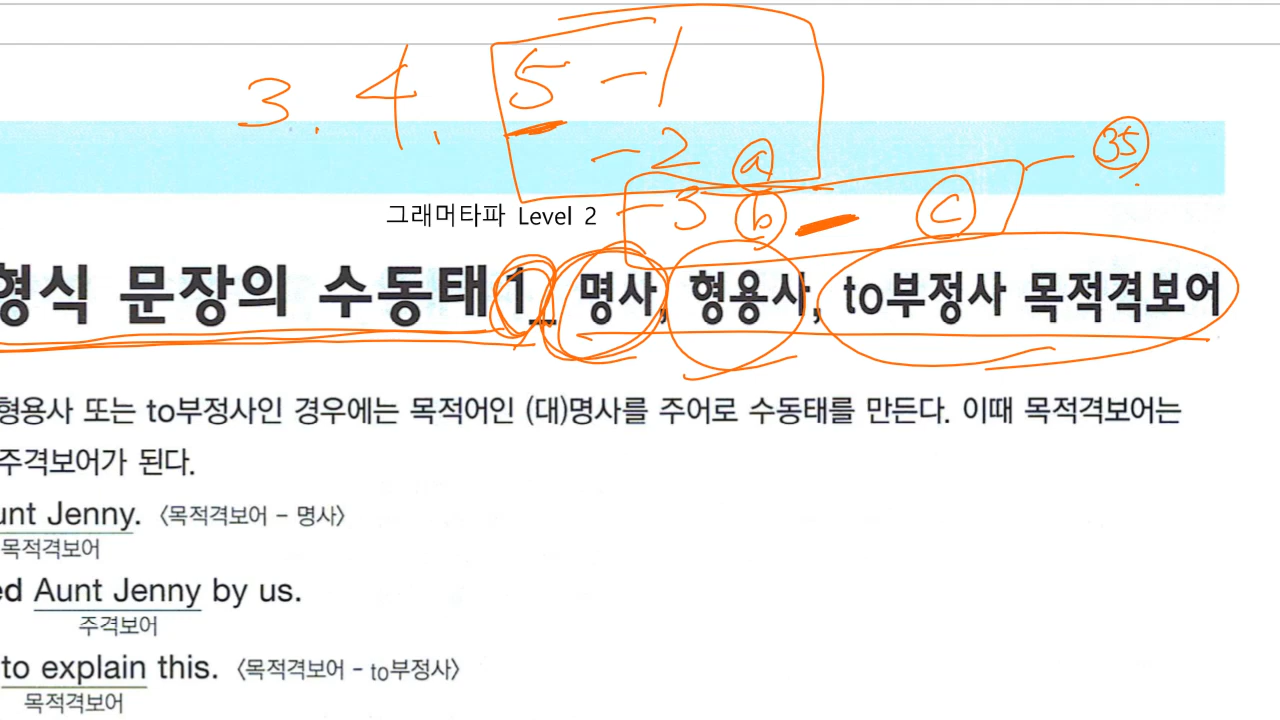 3. 4. 5 -1
-2 ⓐ
35
그래머타파 Level 2 -3 ⓑ - ⓒ
형식 문장의 수동태 1_ 명사, 형용사, to부정사 목적격보어
형용사 또는 to부정사인 경우에는 목적어인 (대)명사를 주어로 수동태를 만든다. 이때 목적격보어는
주격보어가 된다.
unt Jenny. 〈목적격보어 - 명사〉
목적격보어
ed Aunt Jenny by us.
주격보어
to explain this. 〈목적격보어 - to부정사〉
목적격보어